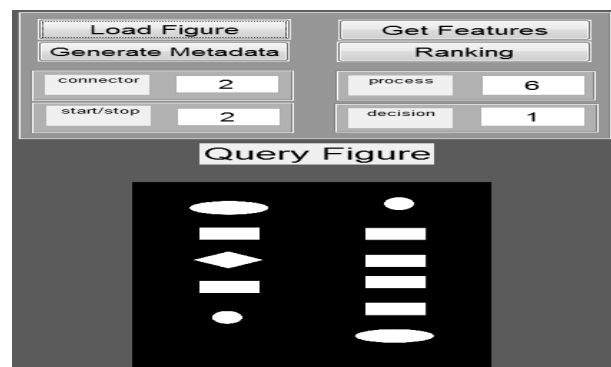 Load Figure Get Features
Generate Metadata Ranking
connector 2 process 6
start/stop 2 decision 1
Query Figure